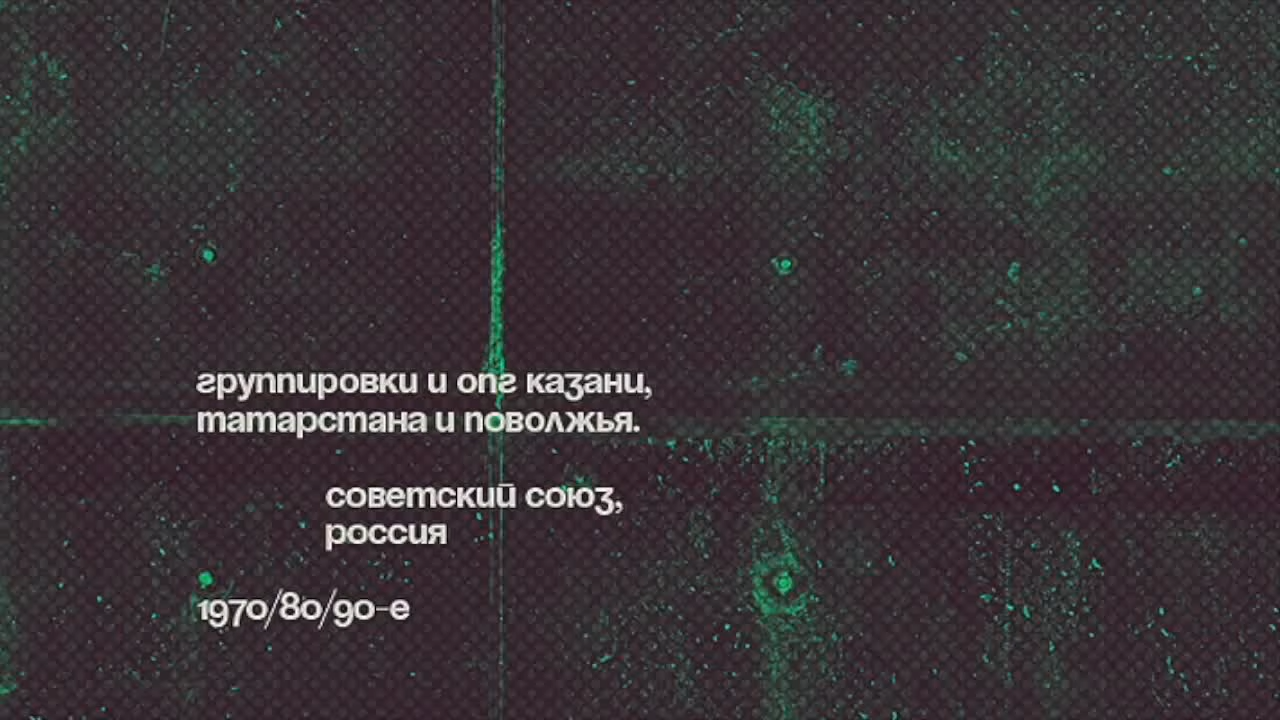 группировки и опг казани,
татарстана и поволжья.
советский союз,
россия
1970/80/90-е